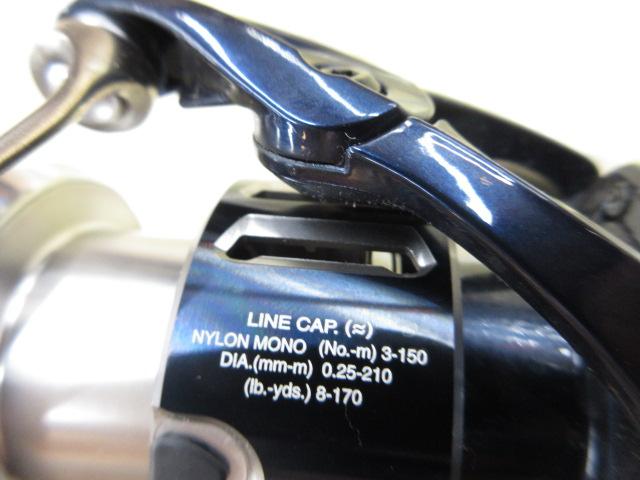 LINE CAP. (≈)
NYLON MONO (No.-m) 3-150
DIA.(mm-m) 0.25-210
(lb.-yds.) 8-170